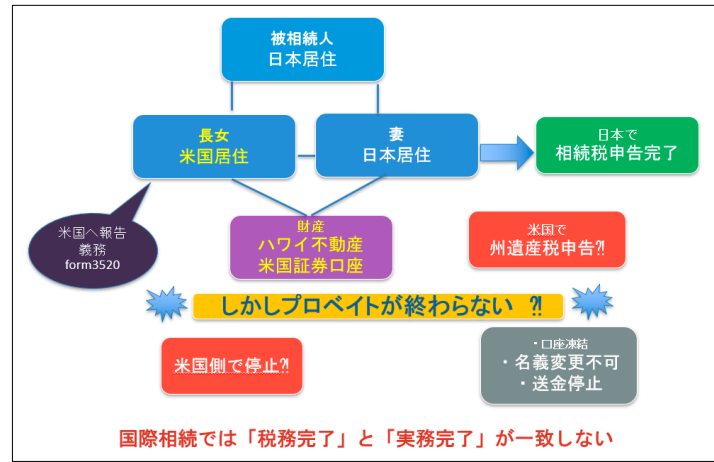 被相続人
日本居住
長女
米国居住
妻
日本居住
日本で
相続税申告完了
米国へ報告
義務
form3520
財産
ハワイ不動産
米国証券口座
米国で
州遺産税申告⁈
しかしプロベイトが終わらない ⁈
米国側で停止⁈
・口座凍結
・名義変更不可
・送金停止
国際相続では「税務完了」と「実務完了」が一致しない